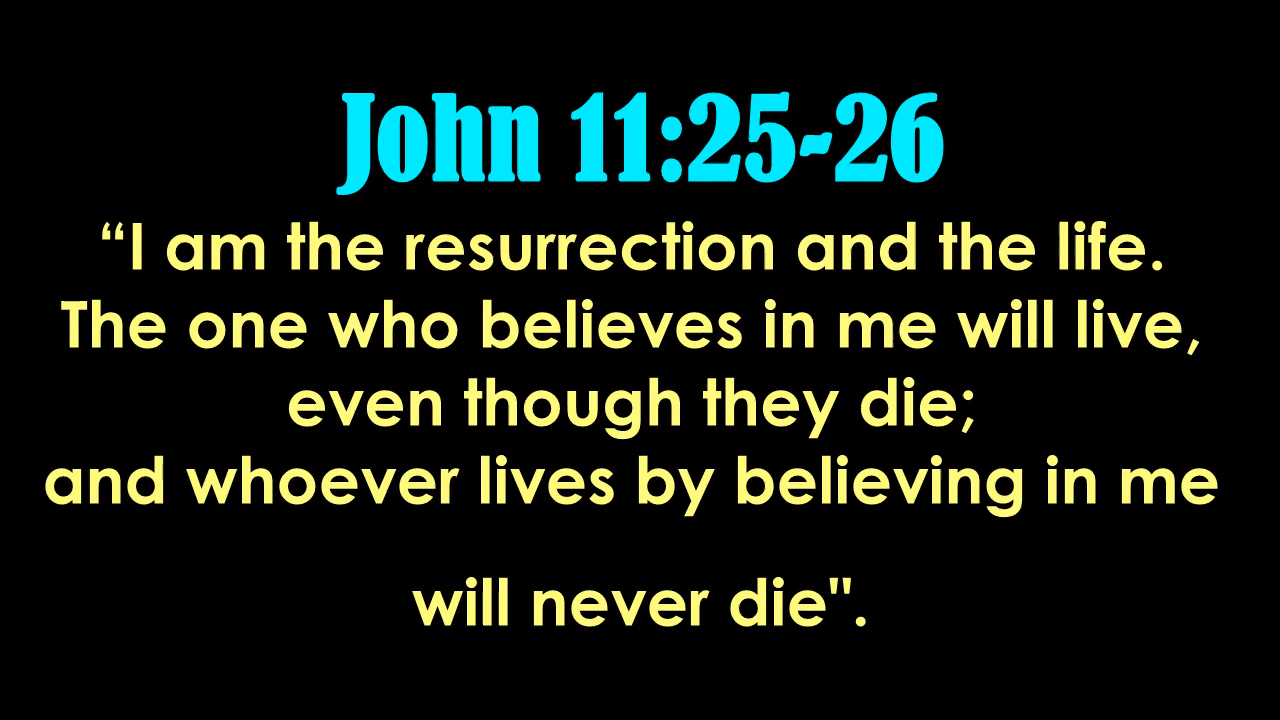 John 11:25-26
“I am the resurrection and the life.
The one who believes in me will live,
even though they die;
and whoever lives by believing in me
will never die".